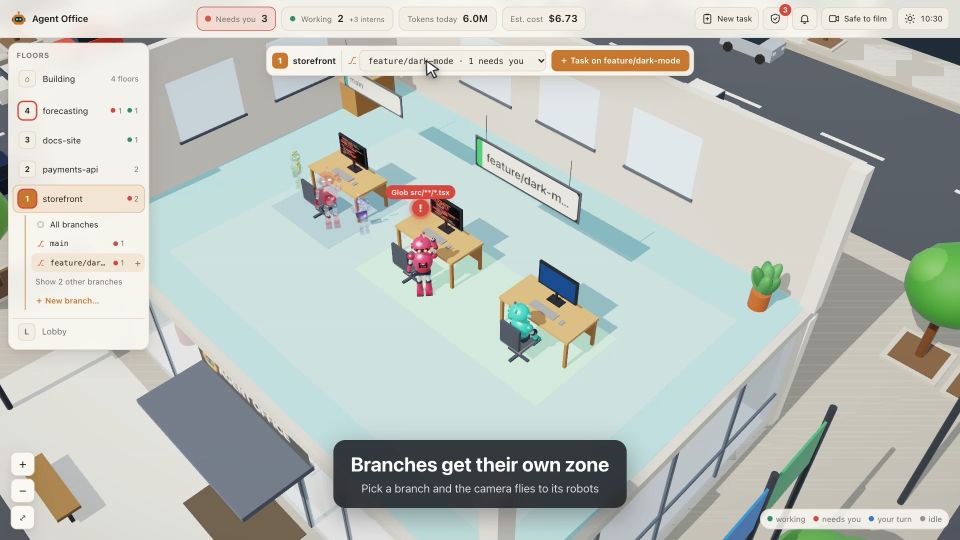 Agent Office
Needs you 3
Working 2 +3 interns
Tokens today 6.0M
Est. cost $6.73
New task
3
Safe to film
10:30
FLOORS
Building 4 floors
4 forecasting 1 1
3 docs-site 1
2 payments-api 2
1 storefront 2
All branches
main 1
feature/dar… 1 +
Show 2 other branches
+ New branch...
L Lobby
1 storefront feature/dark-mode · 1 needs you
+ Task on feature/dark-mode
main
feature/dark-m...
Glob src/**/*.tsx
!
Branches get their own zone
Pick a branch and the camera flies to its robots
+
−
working needs you your turn idle